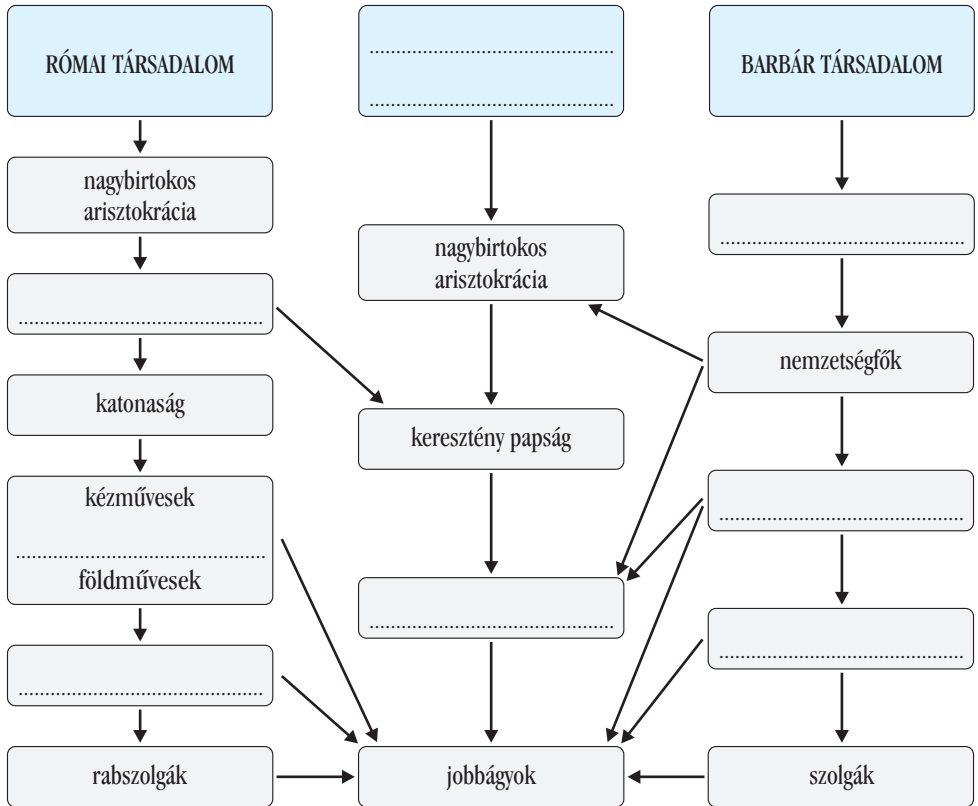 RÓMAI TÁRSADALOM
nagybirtokos
arisztokrácia
katonaság
kézművesek
földművesek
rabszolgák
nagybirtokos
arisztokrácia
keresztény papság
jobbágyok
BARBÁR TÁRSADALOM
nemzetségfők
szolgák